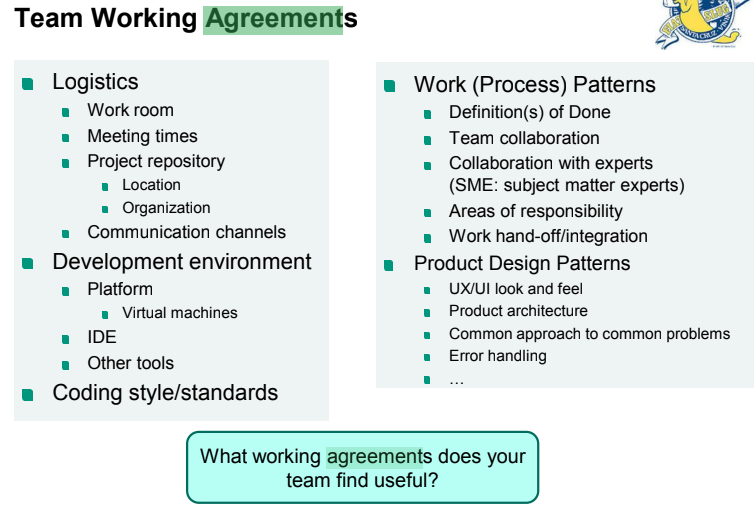 Team Working Agreements
Logistics
Work room
Meeting times
Project repository
Location
Organization
Communication channels
Development environment
Platform
Virtual machines
IDE
Other tools
Coding style/standards
Work (Process) Patterns
Definition(s) of Done
Team collaboration
Collaboration with experts
(SME: subject matter experts)
Areas of responsibility
Work hand-off/integration
Product Design Patterns
UX/UI look and feel
Product architecture
Common approach to common problems
Error handling
…
What working agreements does your
team find useful?
SANTA CRUZ